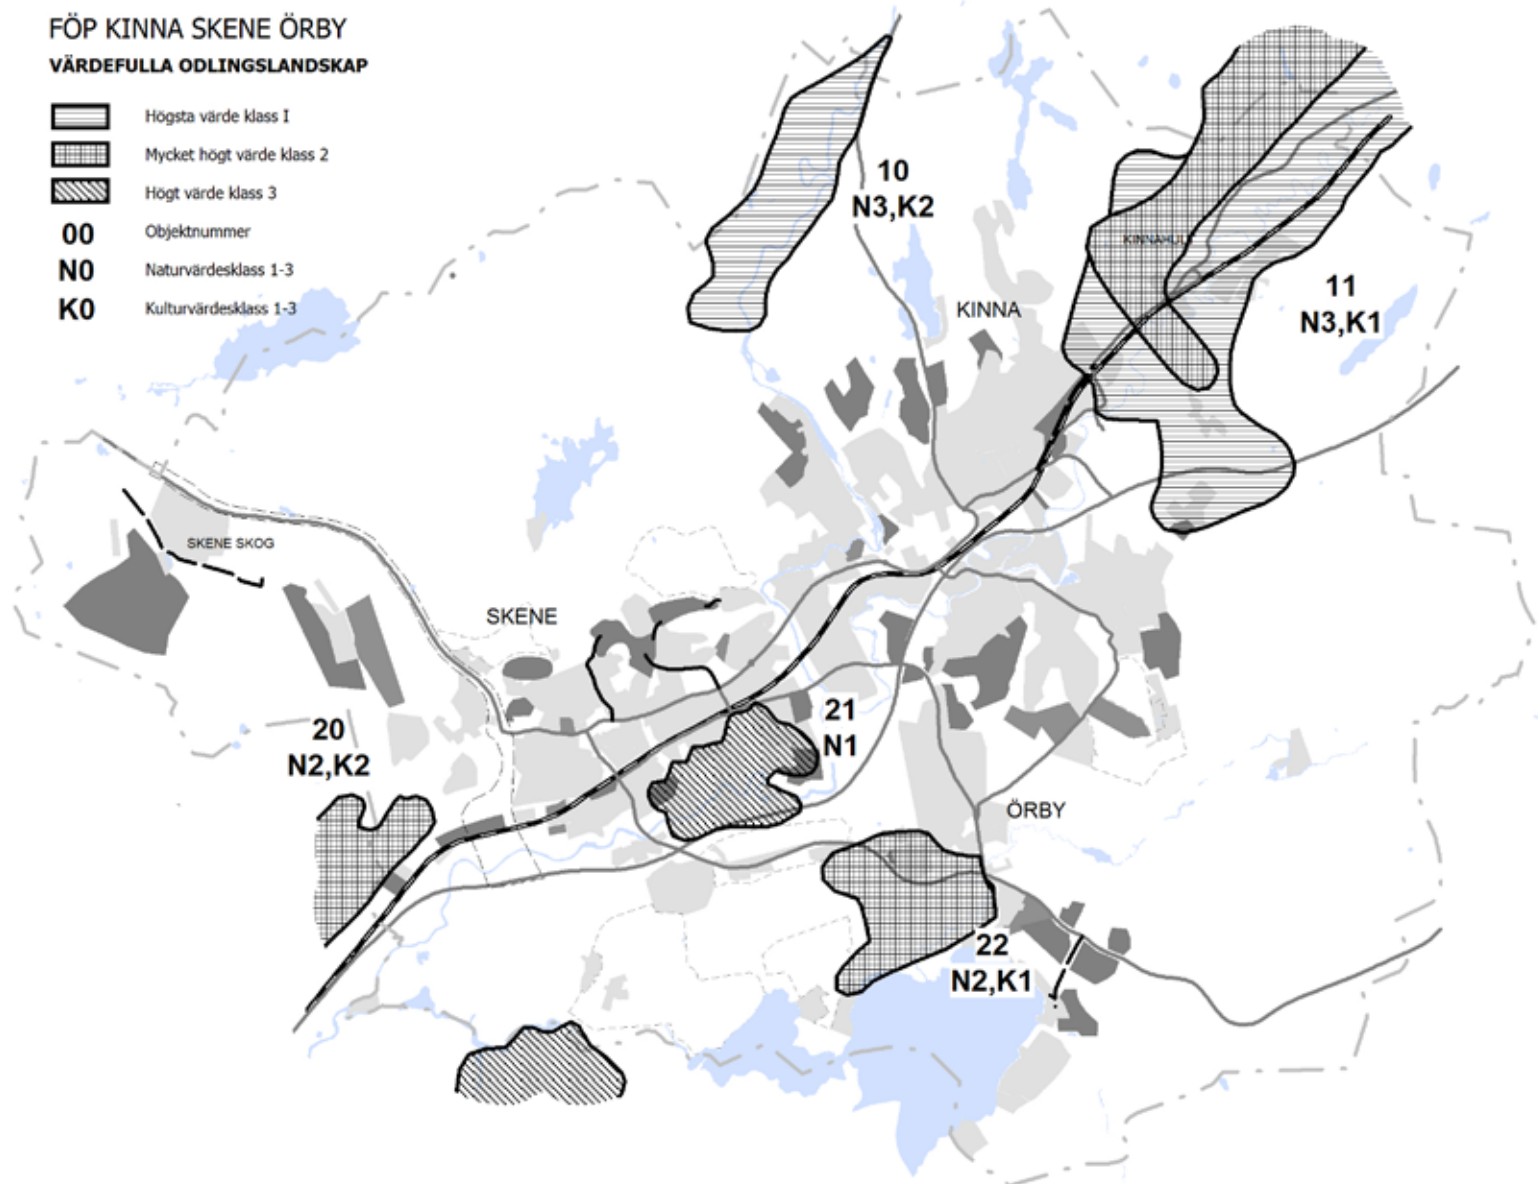 FÖP KINNA SKENE ÖRBY
VÄRDEFULLA ODLINGSLANDSKAP
Högsta värde klass I
Mycket högt värde klass 2
Högt värde klass 3
00 Objektnummer
N0 Naturvärdesklass 1-3
K0 Kulturvärdesklass 1-3
10
N3,K2
KINNA
11
N3,K1
SKENE SKOG
SKENE
20
N2,K2
21
N1
ÖRBY
22
N2,K1